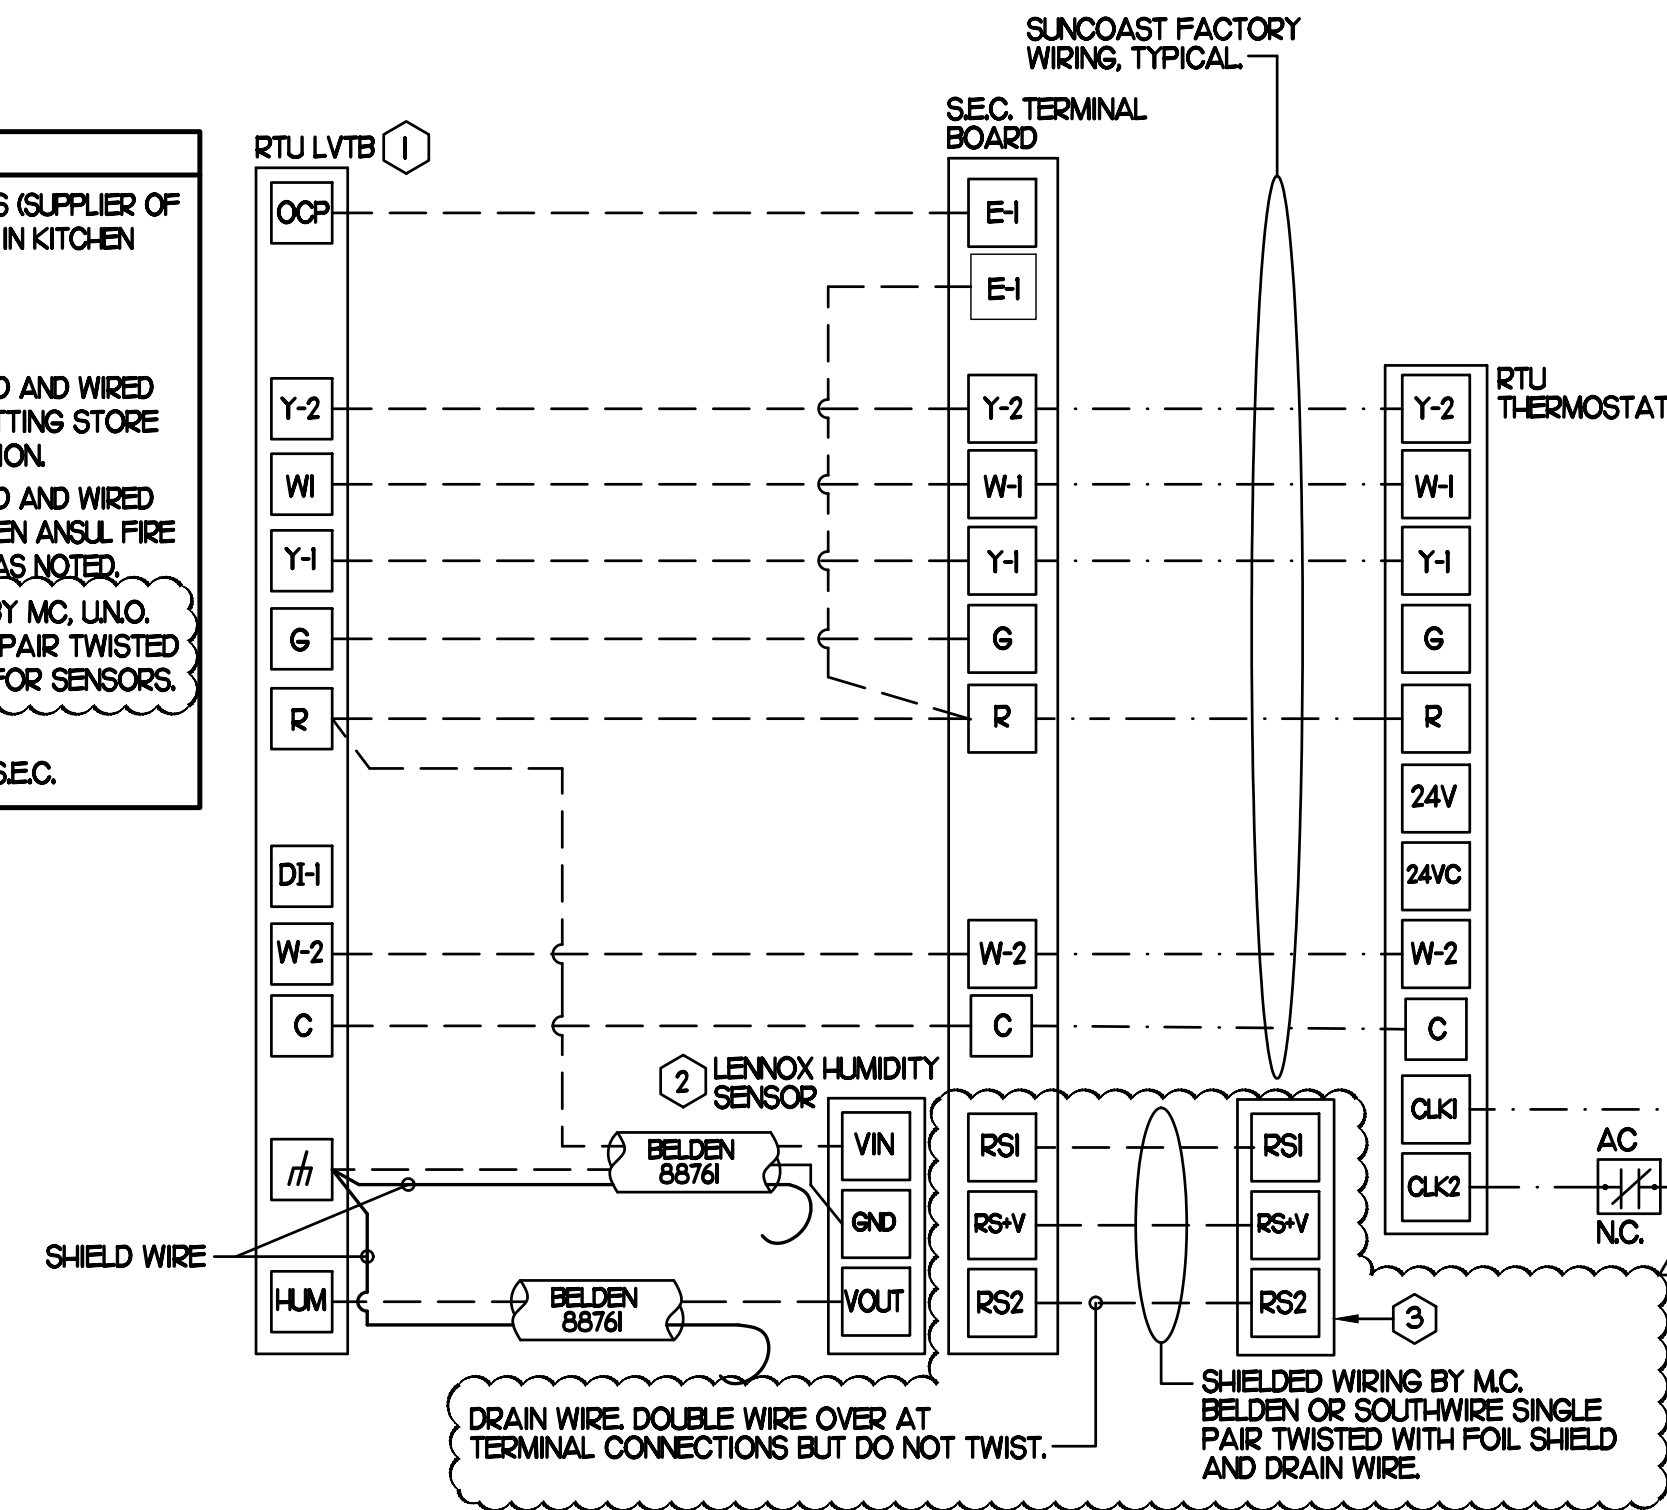 S (SUPPLIER OF
IN KITCHEN
D AND WIRED
TTING STORE
ION.
D AND WIRED
EN ANSUL FIRE
AS NOTED.
BY MC, U.N.O.
PAIR TWISTED
FOR SENSORS.
S.E.C.
RTU LVTB 1
OCP
Y-2
W1
Y-1
G
R
DI-1
W-2
C
HUM
SHIELD WIRE
BELDEN
88761
BELDEN
88761
2 LENNOX HUMIDITY
SENSOR
VIN
GND
VOUT
S.E.C. TERMINAL
BOARD
E-1
E-1
Y-2
W-1
Y-1
G
R
W-2
C
RS1
RS+V
RS2
SUNCOAST FACTORY
WIRING, TYPICAL.
RS1
RS+V
RS2
3
RTU
THERMOSTAT
Y-2
W-1
Y-1
G
R
24V
24VC
W-2
C
CLK1
CLK2
AC
N.C.
DRAIN WIRE. DOUBLE WIRE OVER AT
TERMINAL CONNECTIONS BUT DO NOT TWIST.
SHIELDED WIRING BY M.C.
BELDEN OR SOUTHWIRE SINGLE
PAIR TWISTED WITH FOIL SHIELD
AND DRAIN WIRE.